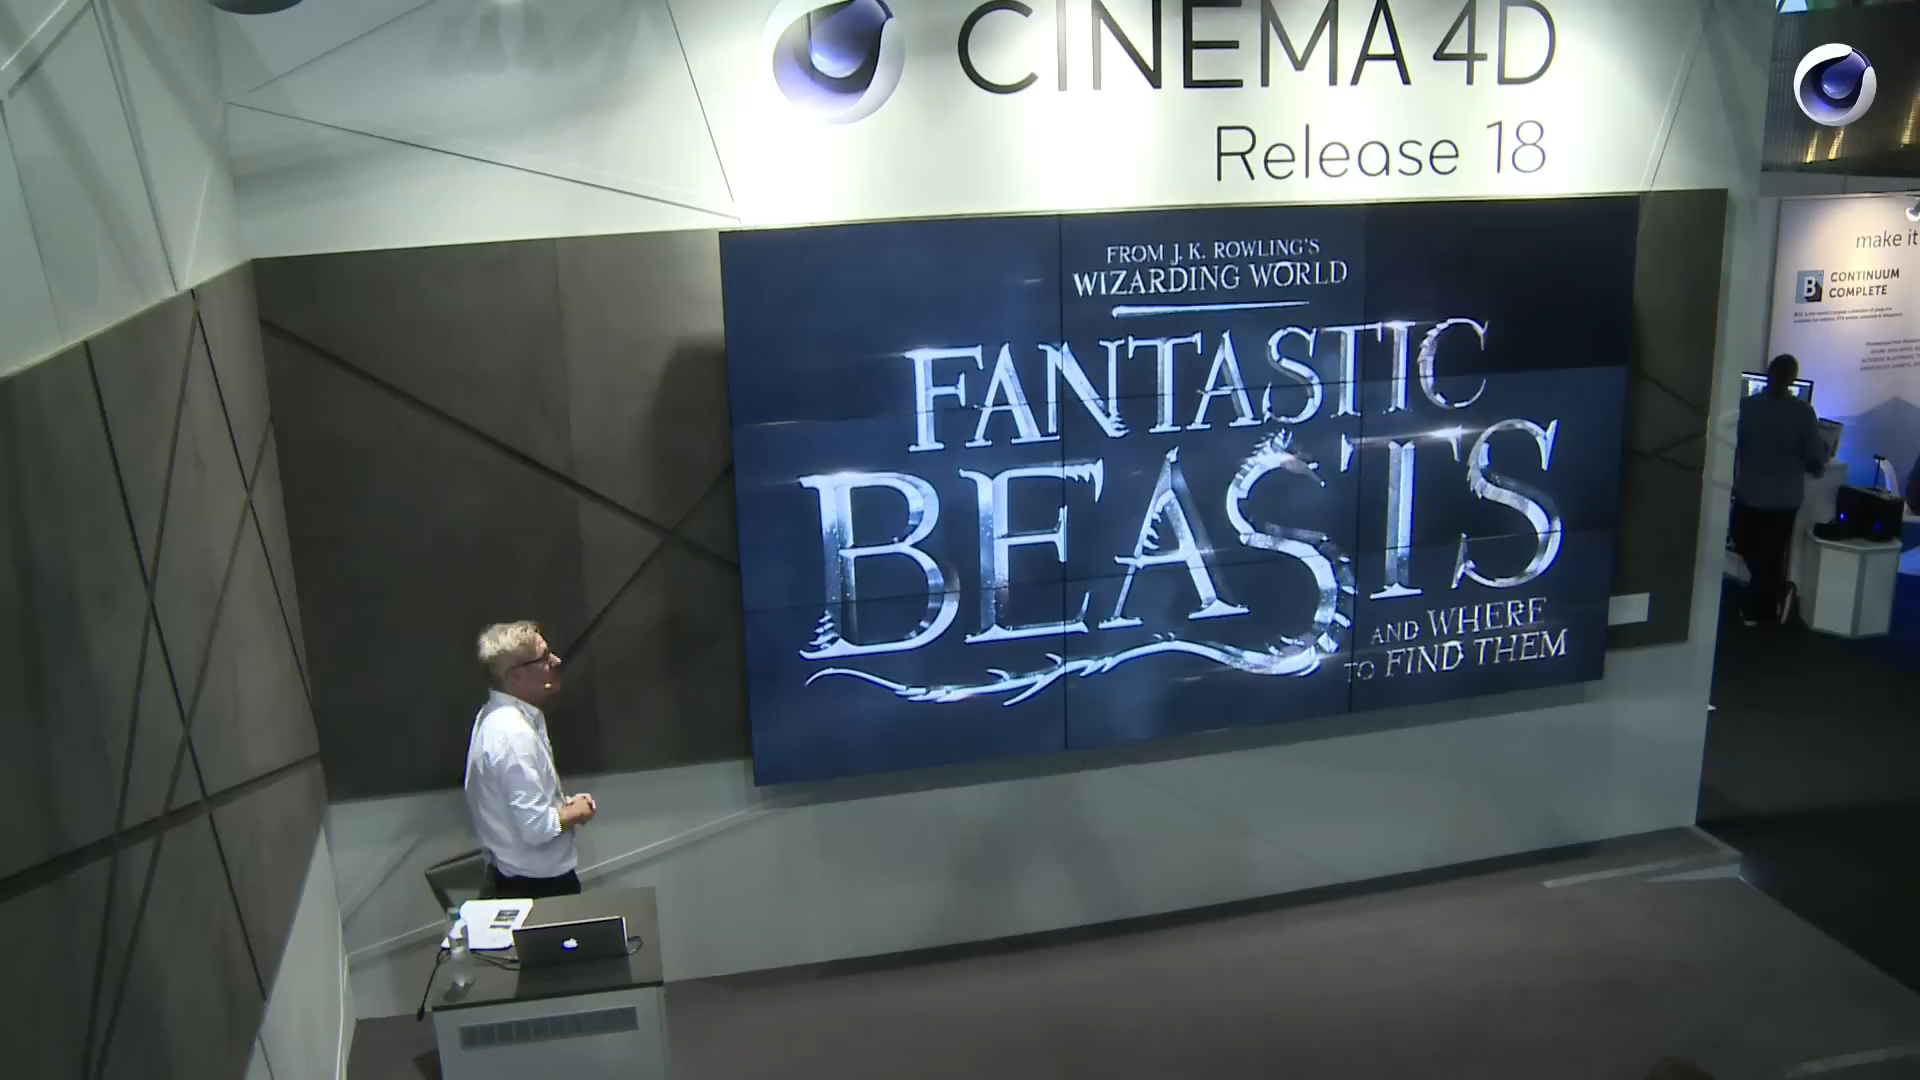 CINEMA 4D
Release 18
FROM J. K. ROWLING'S
WIZARDING WORLD
FANTASTIC
BEASTS
AND WHERE
TO FIND THEM
make it
B CONTINUUM
COMPLETE